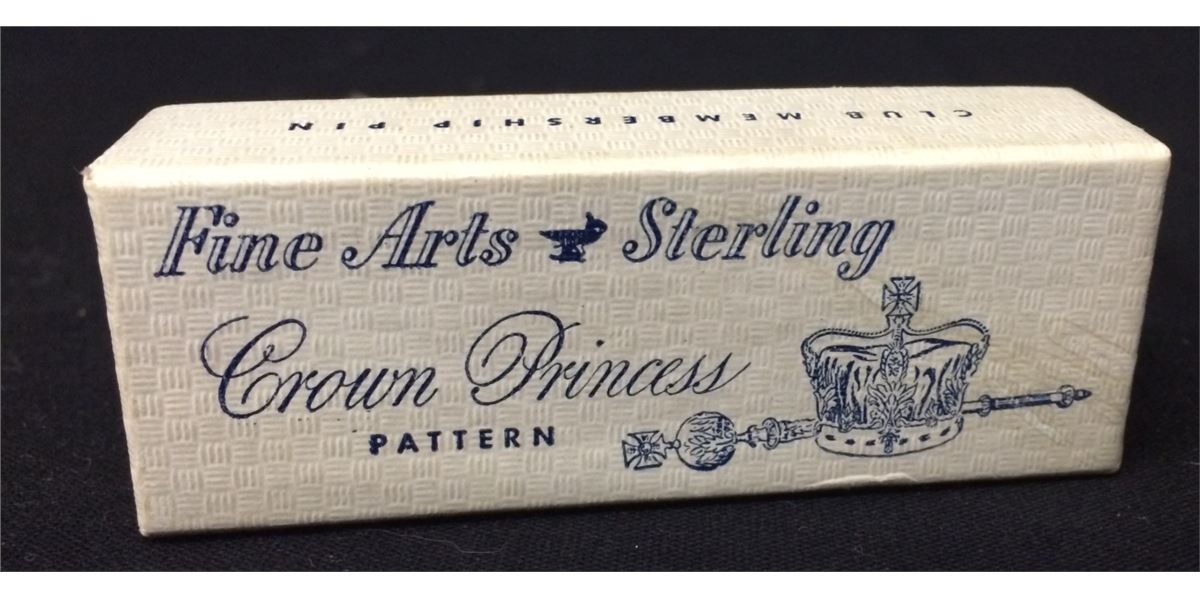 CLUB MEMBERSHIP PIN
Fine Arts Sterling
Crown Princess
PATTERN